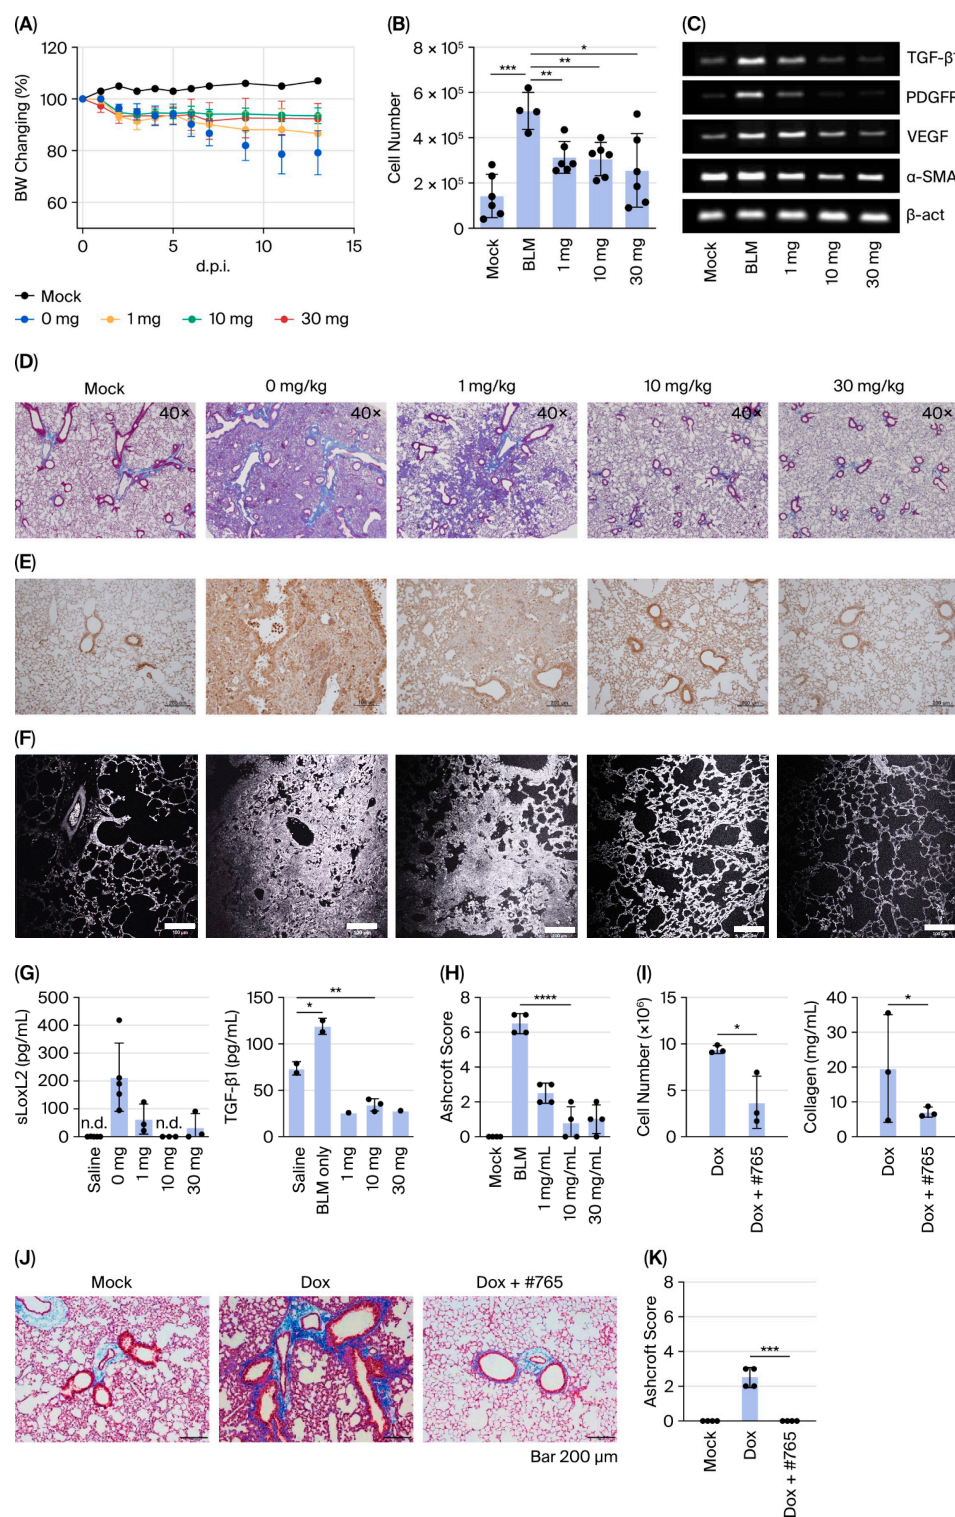 (A)
BW Changing (%)
120
100
80
60
0
5
10
15
d.p.i.
Mock
0 mg
1 mg
10 mg
30 mg
(B)
Cell Number
8 × 10⁵
6 × 10⁵
4 × 10⁵
2 × 10⁵
0
***
**
**
*
Mock
BLM
1 mg
10 mg
30 mg
(C)
TGF-β1
PDGFR
VEGF
α-SMA
β-act
Mock
BLM
1 mg
10 mg
30 mg
(D)
Mock
0 mg/kg
1 mg/kg
10 mg/kg
30 mg/kg
40×
40×
40×
40×
40×
(E)
(F)
(G)
sLoxL2 (pg/mL)
500
400
300
200
100
0
n.d.
n.d.
Saline
0 mg
1 mg
10 mg
30 mg
TGF-β1 (pg/mL)
150
100
50
0
*
**
Saline
BLM only
1 mg
10 mg
30 mg
(H)
Ashcroft Score
8
6
4
2
0
****
Mock
BLM
1 mg/mL
10 mg/mL
30 mg/mL
(I)
Cell Number (×10⁶)
15
10
5
0
*
Dox
Dox + #765
Collagen (mg/mL)
40
30
20
10
0
*
Dox
Dox + #765
(J)
Mock
Dox
Dox + #765
Bar 200 μm
(K)
Ashcroft Score
8
6
4
2
0
***
Mock
Dox
Dox + #765